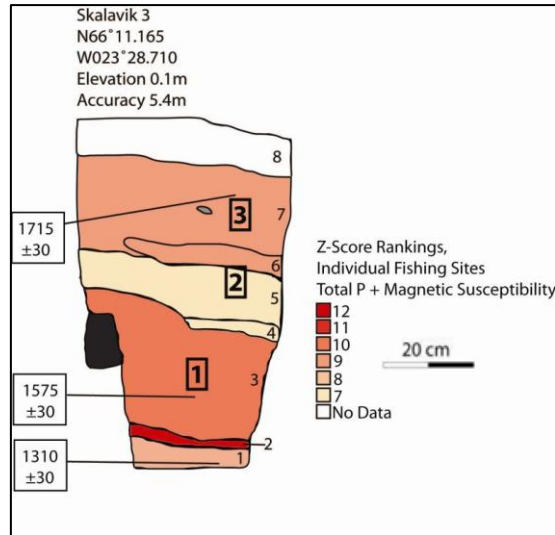 Skalavik 3
N66°11.165
W023°28.710
Elevation 0.1m
Accuracy 5.4m
8
3
7
1715
±30
6
2
5
4
1
3
1575
±30
2
1
1310
±30
Z-Score Rankings,
Individual Fishing Sites
Total P + Magnetic Susceptibility
12
11
10
9
8
7
No Data
20 cm